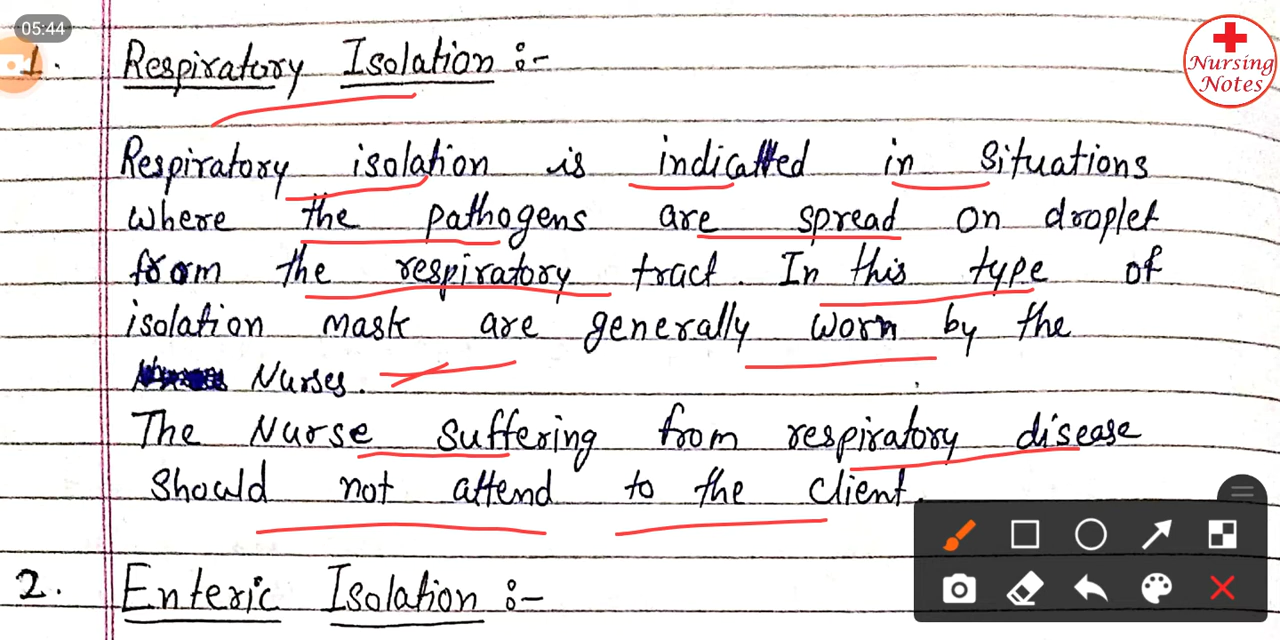 05:44
Nursing
Notes
1. Respiratory Isolation :-
Respiratory isolation is indicatted in situations
where the pathogens are spread on droplet
from the respiratory tract. In this type of
isolation mask are generally worn by the
Nurses.
The Nurse suffering from respiratory disease
should not attend to the client.
2. Enteric Isolation :-